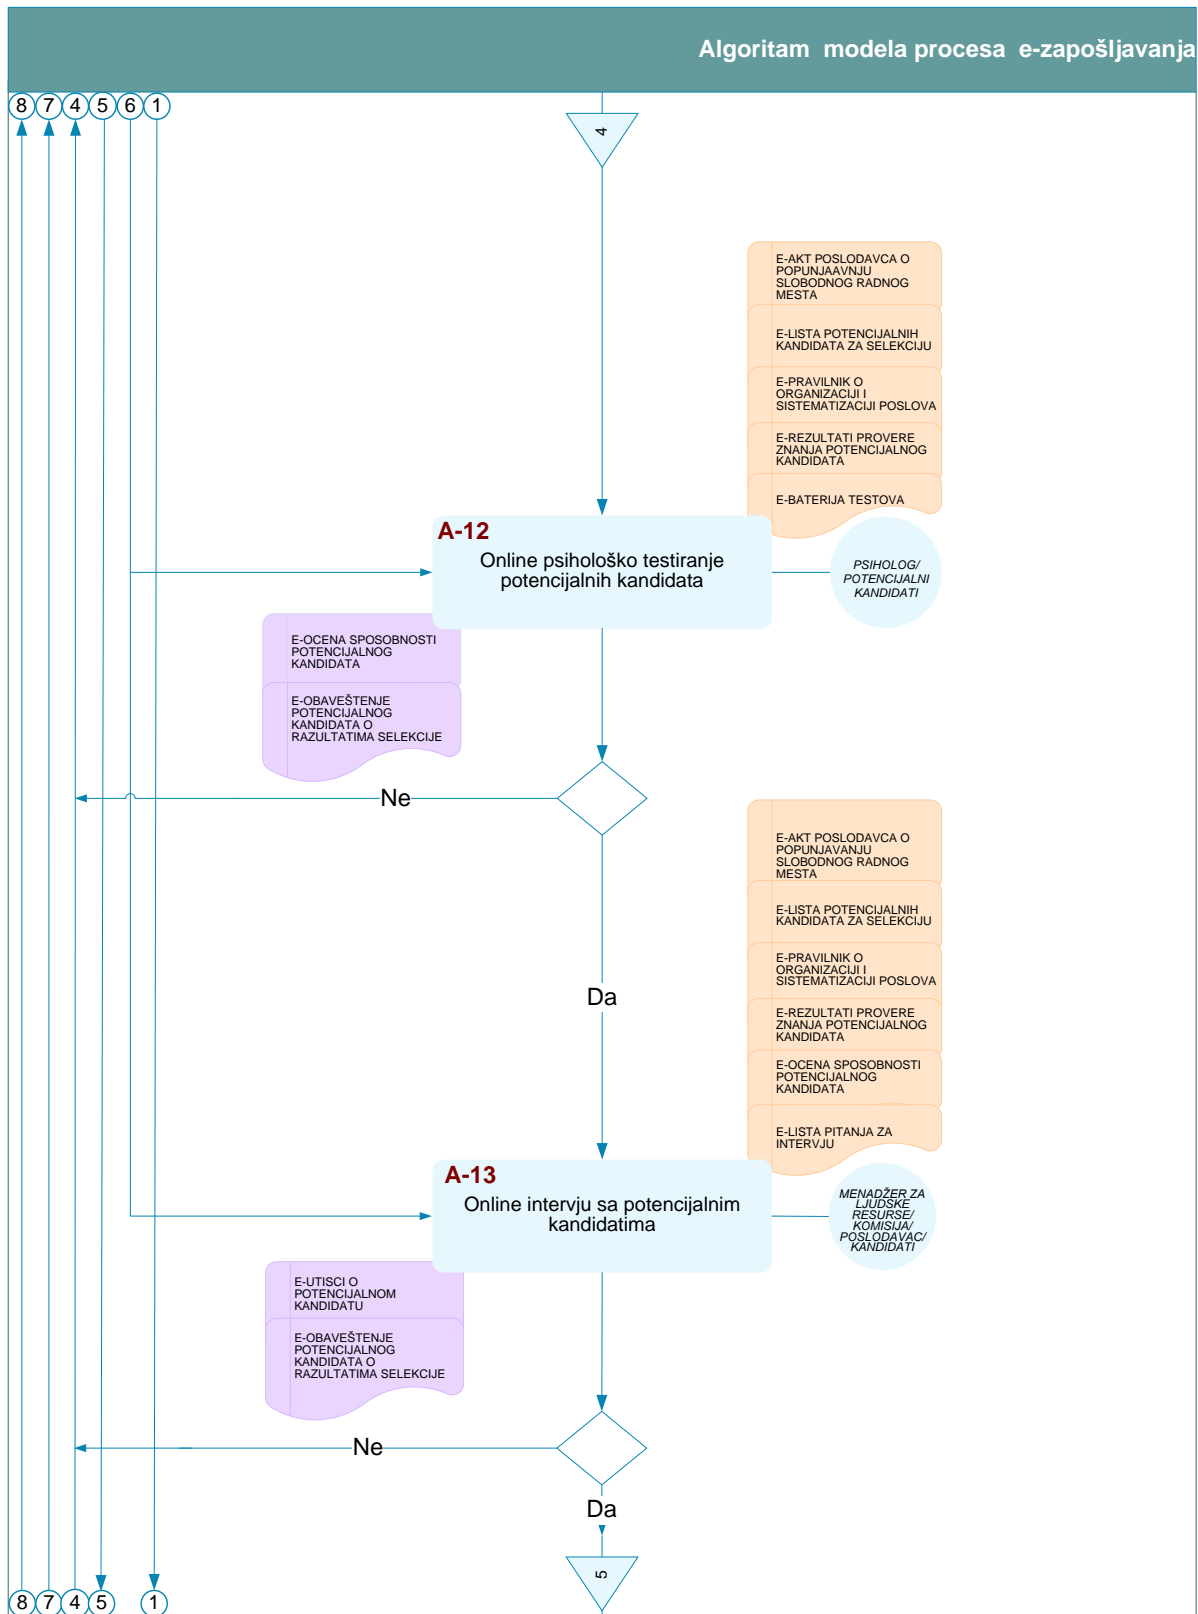 Algoritam modela procesa e-zapošljavanja
8 7 4 5 6 1
4
E-AKT POSLODAVCA O
POPUNJAAVNJU
SLOBODNOG RADNOG
MESTA
E-LISTA POTENCIJALNIH
KANDIDATA ZA SELEKCIJU
E-PRAVILNIK O
ORGANIZACIJI I
SISTEMATIZACIJI POSLOVA
E-REZULTATI PROVERE
ZNANJA POTENCIJALNOG
KANDIDATA
E-BATERIJA TESTOVA
A-12
Online psihološko testiranje
potencijalnih kandidata
PSIHOLOG/
POTENCIJALNI
KANDIDATI
E-OCENA SPOSOBNOSTI
POTENCIJALNOG
KANDIDATA
E-OBAVEŠTENJE
POTENCIJALNOG
KANDIDATA O
RAZULTATIMA SELEKCIJE
Ne
E-AKT POSLODAVCA O
POPUNJAVANJU
SLOBODNOG RADNOG
MESTA
E-LISTA POTENCIJALNIH
KANDIDATA ZA SELEKCIJU
E-PRAVILNIK O
ORGANIZACIJI I
SISTEMATIZACIJI POSLOVA
Da
E-REZULTATI PROVERE
ZNANJA POTENCIJALNOG
KANDIDATA
E-OCENA SPOSOBNOSTI
POTENCIJALNOG
KANDIDATA
E-LISTA PITANJA ZA
INTERVJU
A-13
Online intervju sa potencijalnim
kandidatima
MENADŽER ZA
LJUDSKE
RESURSE/
KOMISIJA/
POSLODAVAC/
KANDIDATI
E-UTISCI O
POTENCIJALNOM
KANDIDATU
E-OBAVEŠTENJE
POTENCIJALNOG
KANDIDATA O
RAZULTATIMA SELEKCIJE
Ne
Da
5
8 7 4 5 1